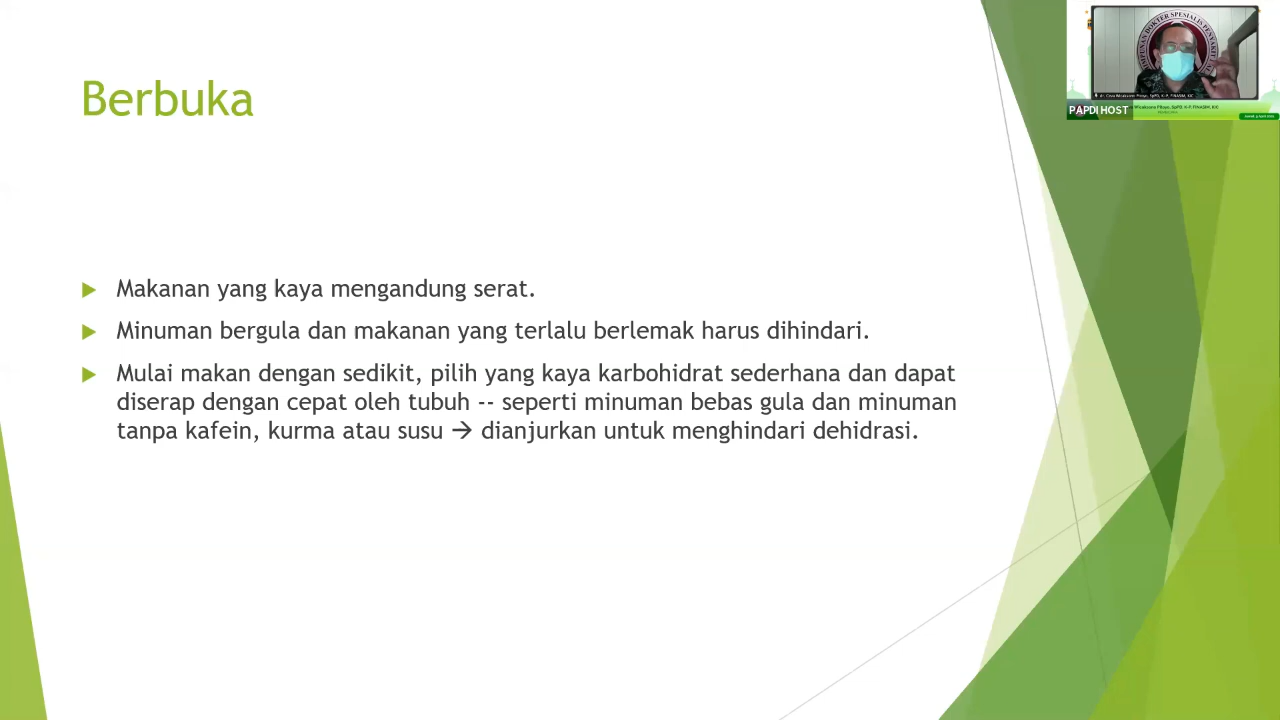 Berbuka
Makanan yang kaya mengandung serat.
Minuman bergula dan makanan yang terlalu berlemak harus dihindari.
Mulai makan dengan sedikit, pilih yang kaya karbohidrat sederhana dan dapat
diserap dengan cepat oleh tubuh -- seperti minuman bebas gula dan minuman
tanpa kafein, kurma atau susu → dianjurkan untuk menghindari dehidrasi.
PAPDI HOST